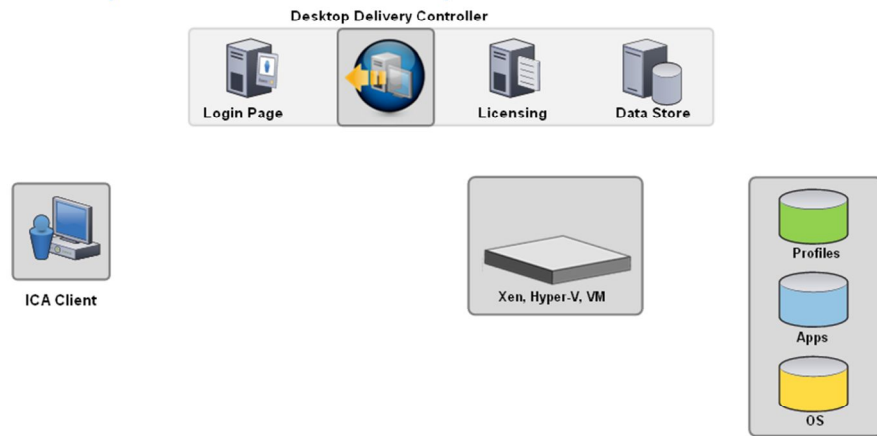 Desktop Delivery Controller
Login Page
Licensing
Data Store
ICA Client
Xen, Hyper-V, VM
Profiles
Apps
OS